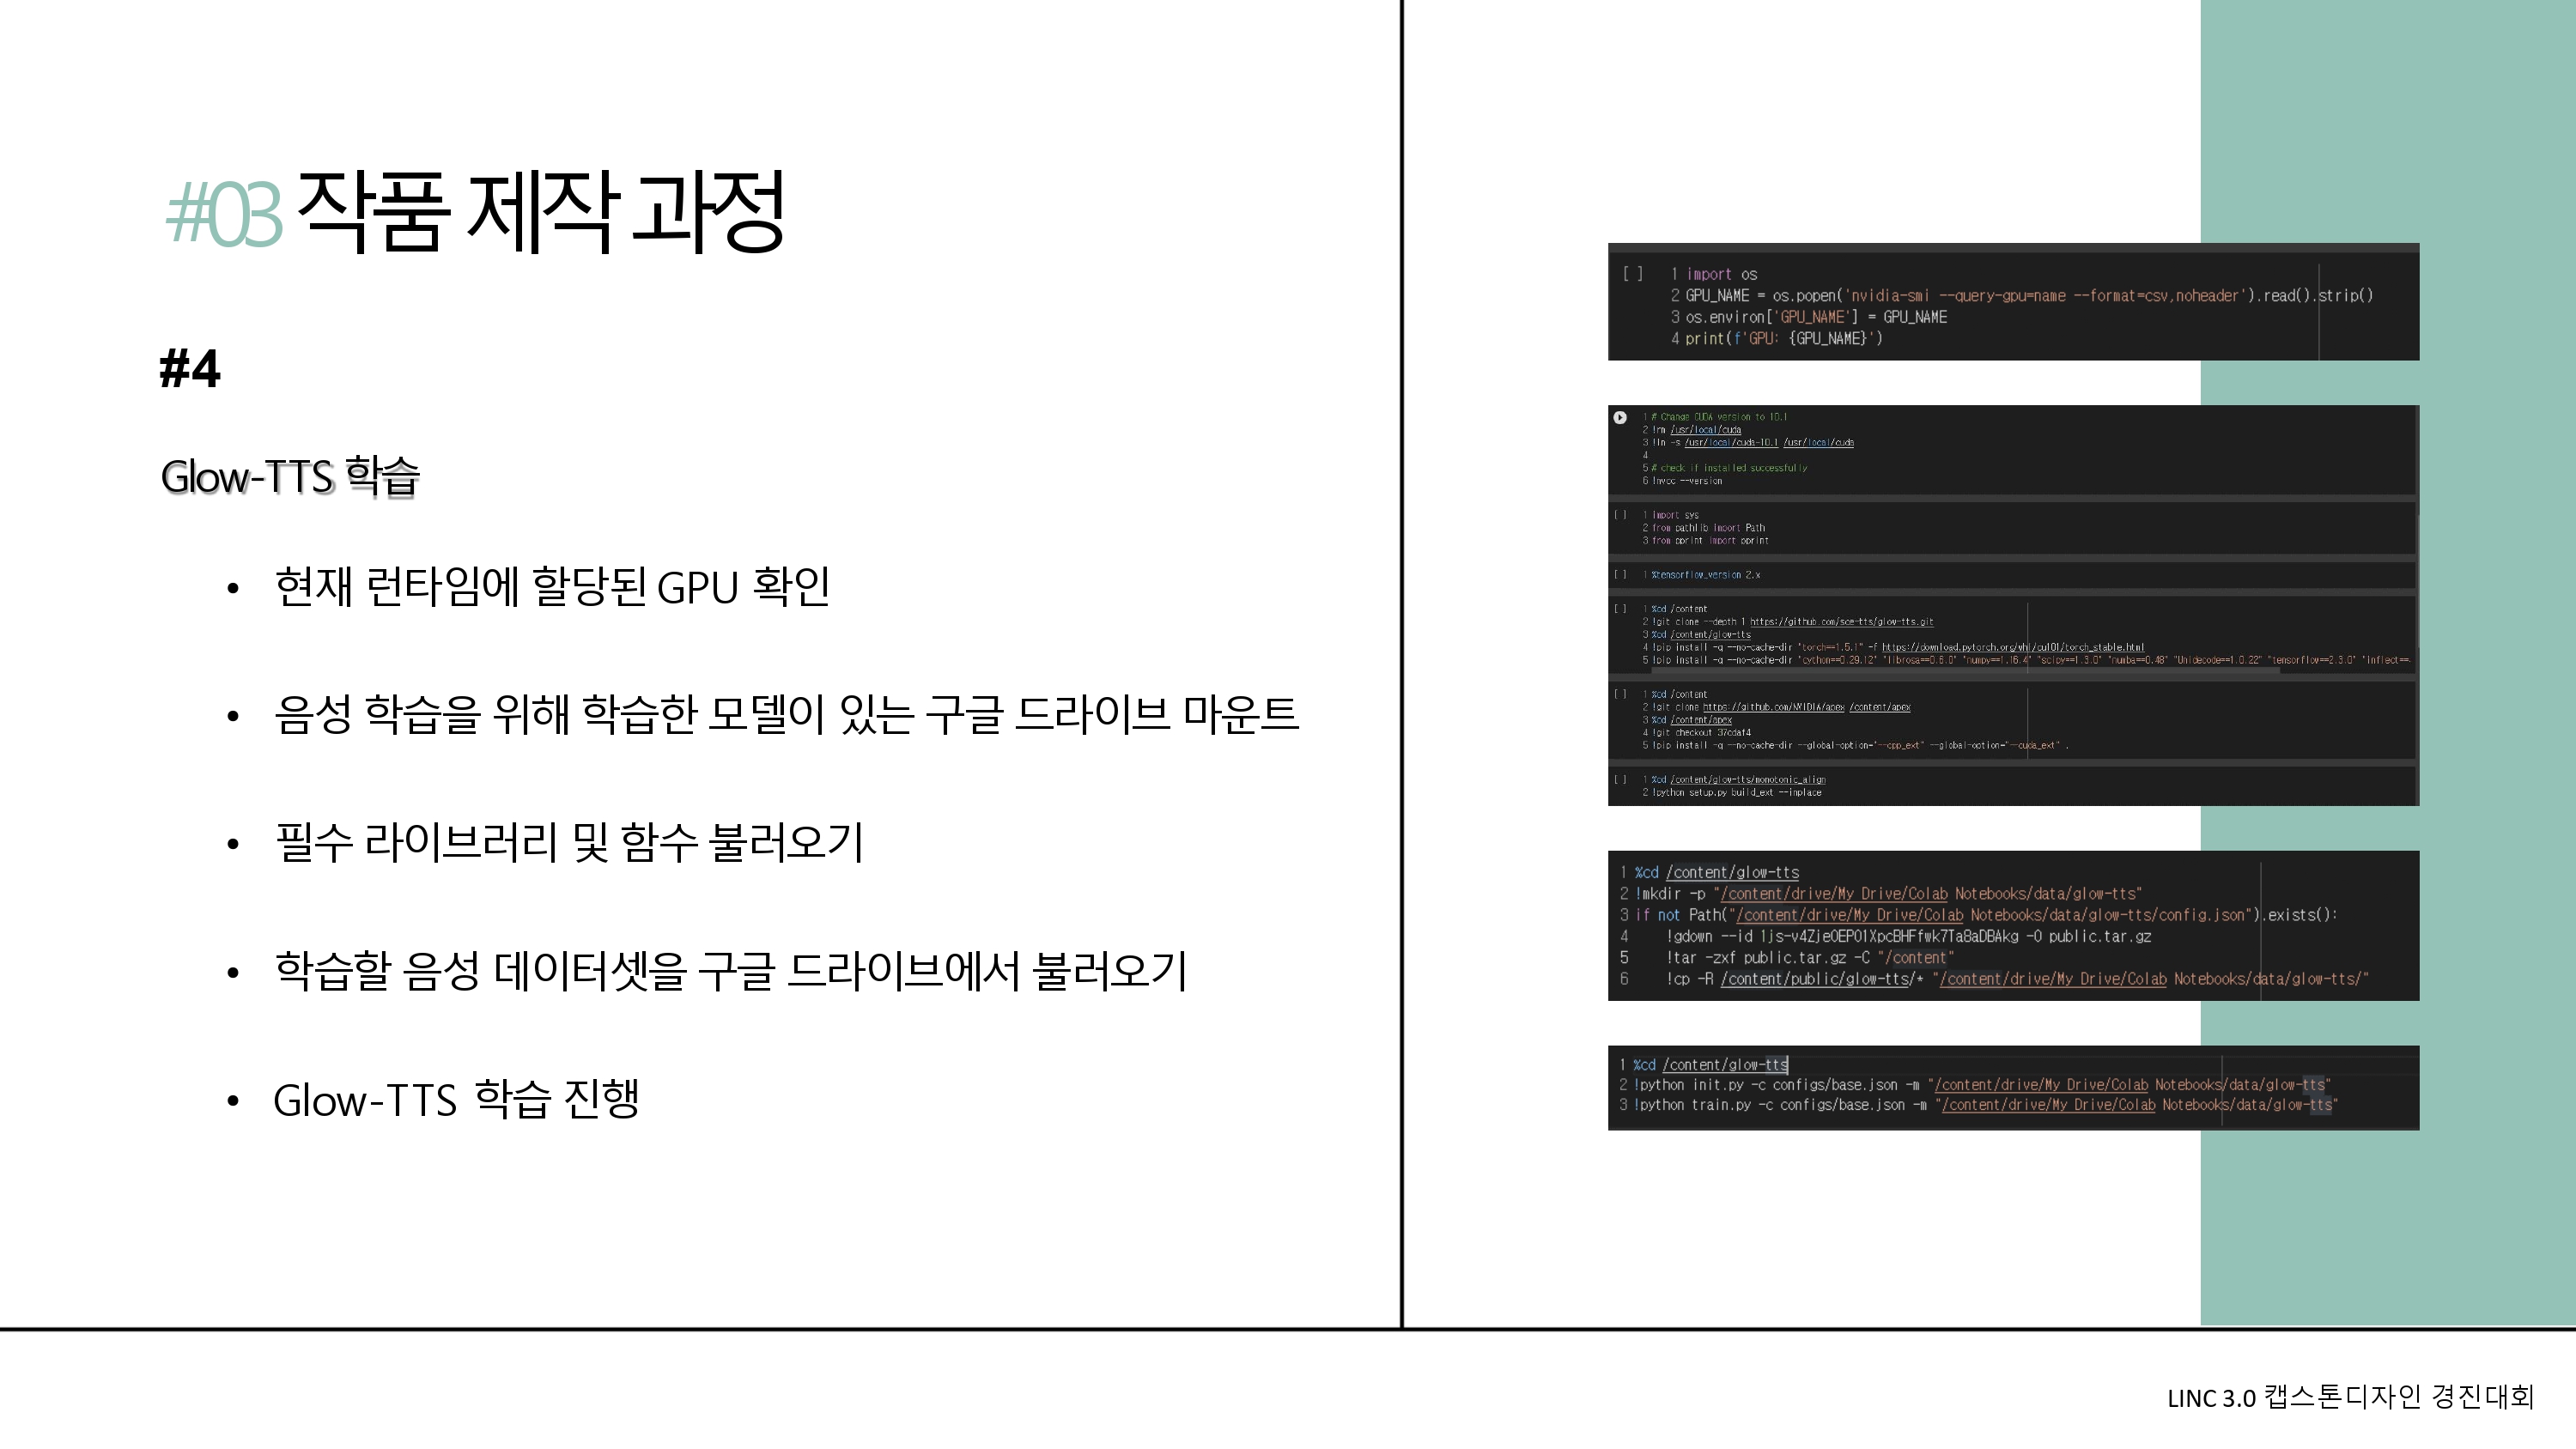 #03 작품 제작 과정
#4
Glow-TTS 학습
• 현재 런타임에 할당된 GPU 확인
• 음성 학습을 위해 학습한 모델이 있는 구글 드라이브 마운트
• 필수 라이브러리 및 함수 불러오기
• 학습할 음성 데이터셋을 구글 드라이브에서 불러오기
• Glow-TTS 학습 진행
[ ] 1 import os
2 GPU_NAME = os.popen('nvidia-smi --query-gpu=name --format=csv,noheader').read().strip()
3 os.environ['GPU_NAME'] = GPU_NAME
4 print(f'GPU: {GPU_NAME}')
1 # Change CUDA version to 10.1
2 !rm /usr/local/cuda
3 !ln -s /usr/local/cuda-10.1 /usr/local/cuda
4
5 # check if installed successfully
6 !nvcc --version
[ ] 1 import sys
2 from pathlib import Path
3 from pprint import pprint
[ ] 1 %tensorflow_version 2.x
[ ] 1 %cd /content
2 !git clone --depth 1 https://github.com/sce-tts/glow-tts.git
3 %cd /content/glow-tts
4 !pip install -q --no-cache-dir "torch==1.5.1" -f https://download.pytorch.org/whl/cu101/torch_stable.html
5 !pip install -q --no-cache-dir "cython==0.29.12" "librosa==0.6.0" "numpy==1.16.4" "scipy==1.3.0" "numba==0.48" "Unidecode==1.0.22" "tensorflow==2.3.0" "inflect==
[ ] 1 %cd /content
2 !git clone https://github.com/NVIDIA/apex /content/apex
3 %cd /content/apex
4 !git checkout 37cdaf4
5 !pip install -q --no-cache-dir --global-option="--cpp_ext" --global-option="--cuda_ext" .
[ ] 1 %cd /content/glow-tts/monotonic_align
2 !python setup.py build_ext --inplace
1 %cd /content/glow-tts
2 !mkdir -p "/content/drive/My Drive/Colab Notebooks/data/glow-tts"
3 if not Path("/content/drive/My Drive/Colab Notebooks/data/glow-tts/config.json").exists():
4 !gdown --id 1js-v4ZjeOEPO1XpcBHFfwk7Ta8aDBAkg -O public.tar.gz
5 !tar -zxf public.tar.gz -C "/content"
6 !cp -R /content/public/glow-tts/* "/content/drive/My Drive/Colab Notebooks/data/glow-tts/"
1 %cd /content/glow-tts
2 !python init.py -c configs/base.json -m "/content/drive/My Drive/Colab Notebooks/data/glow-tts"
3 !python train.py -c configs/base.json -m "/content/drive/My Drive/Colab Notebooks/data/glow-tts"
LINC 3.0 캡스톤디자인 경진대회